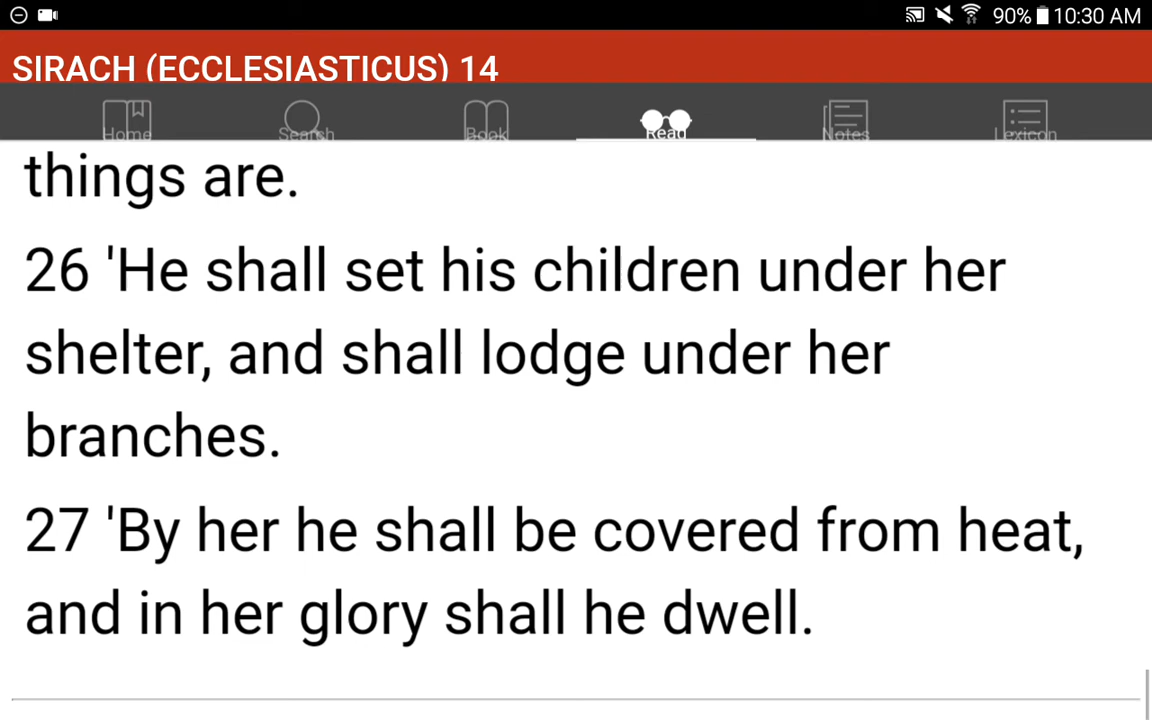 90% 10:30 AM
SIRACH (ECCLESIASTICUS) 14
Home Search Book Read Notes Lexicon
things are.
26 'He shall set his children under her
shelter, and shall lodge under her
branches.
27 'By her he shall be covered from heat,
and in her glory shall he dwell.